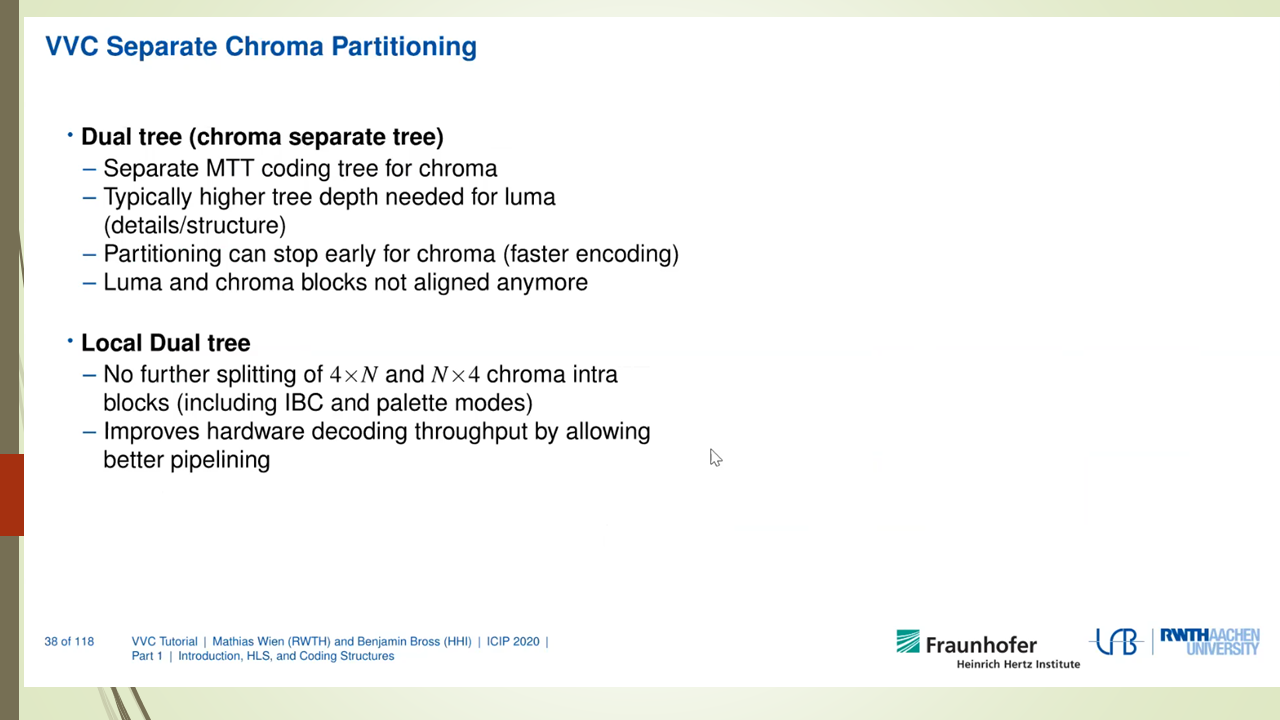 VVC Separate Chroma Partitioning
• Dual tree (chroma separate tree)
– Separate MTT coding tree for chroma
– Typically higher tree depth needed for luma
(details/structure)
– Partitioning can stop early for chroma (faster encoding)
– Luma and chroma blocks not aligned anymore
• Local Dual tree
– No further splitting of 4×N and N×4 chroma intra
blocks (including IBC and palette modes)
– Improves hardware decoding throughput by allowing
better pipelining
38 of 118
VVC Tutorial | Mathias Wien (RWTH) and Benjamin Bross (HHI) | ICIP 2020 |
Part 1 | Introduction, HLS, and Coding Structures
Fraunhofer
Heinrich Hertz Institute
RWTH AACHEN
UNIVERSITY